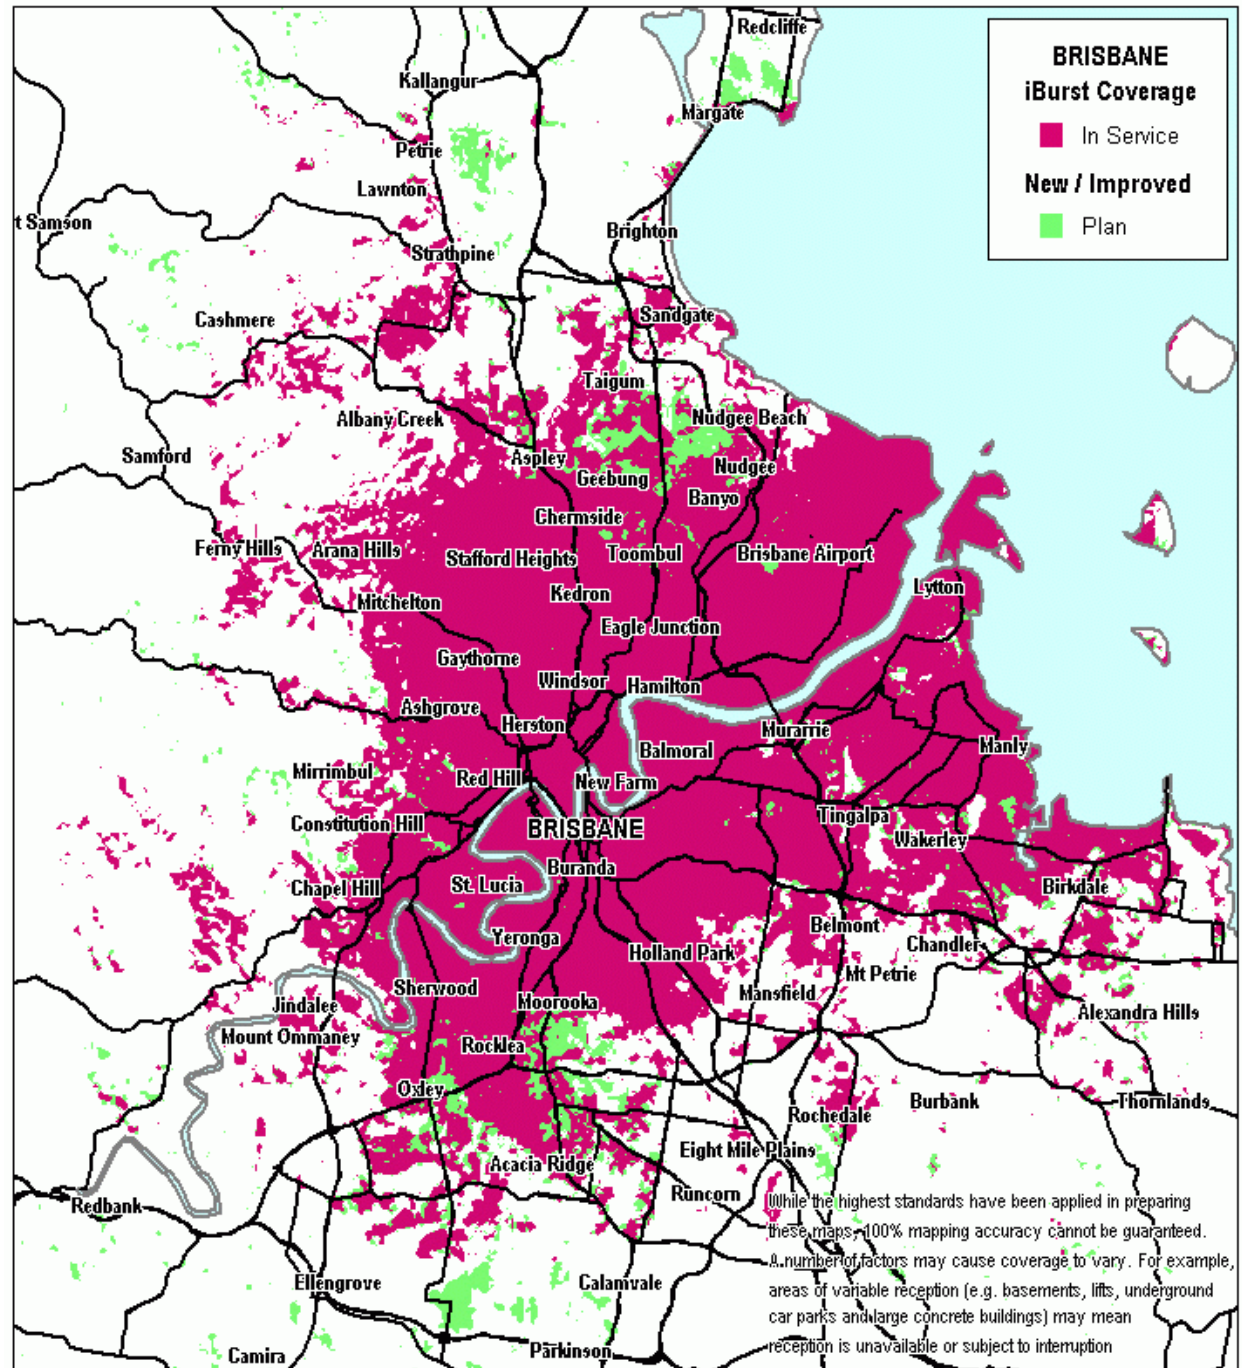 Redcliffe
BRISBANE
iBurst Coverage
In Service
New / Improved
Plan
Kallangur
Margate
Petrie
Lawnton
t Samson
Brighton
Strathpine
Cashmere
Sandgate
Taigum
Albany Creek
Nudgee Beach
Samford
Aspley
Geebung
Nudgee
Banyo
Chermside
Ferny Hills
Arana Hills
Stafford Heights
Toombul
Brisbane Airport
Lytton
Kedron
Mitchelton
Eagle Junction
Gaythorne
Windsor
Hamilton
Ashgrove
Herston
Murarrie
Balmoral
Manly
Mirrimbul
Red Hill
New Farm
Constitution Hill
BRISBANE
Tingalpa
Wakerley
Buranda
Chapel Hill
St. Lucia
Birkdale
Belmont
Yeronga
Holland Park
Chandler
Mt Petrie
Sherwood
Mansfield
Jindalee
Moorooka
Alexandra Hills
Mount Ommaney
Rocklea
Oxley
Rochedale
Burbank
Thornlands
Eight Mile Plains
Acacia Ridge
Runcorn
Redbank
While the highest standards have been applied in preparing
these maps, 100% mapping accuracy cannot be guaranteed.
A number of factors may cause coverage to vary. For example,
areas of variable reception (e.g. basements, lifts, underground
car parks and large concrete buildings) may mean
reception is unavailable or subject to interruption
Ellengrove
Calamvale
Camira
Parkinson